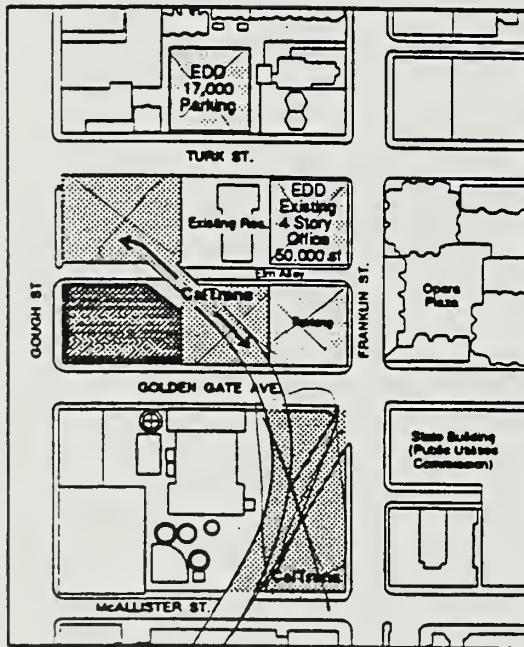 EDD
17,000
Parking
TURK ST.
Existing Res.
EDD
Existing
4 Story
Office
50,000 sf
Elm Alley
GOUGH ST
CalTrans
Parking
FRANKLIN ST.
Opera
Plaza
GOLDEN GATE AVE.
State Building
(Public Utilities
Commission)
CalTrans
McALLISTER ST.